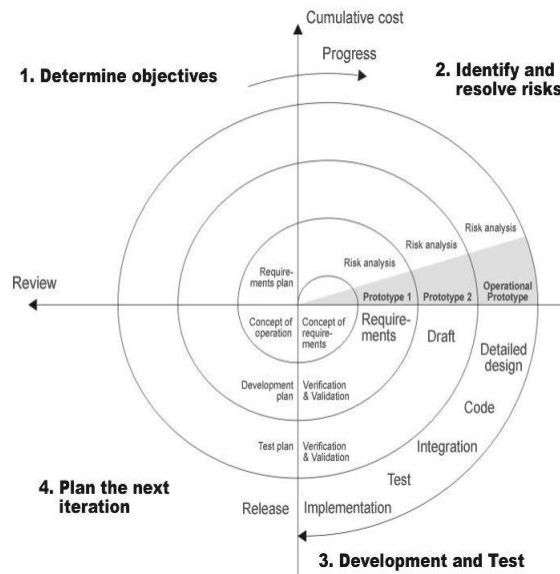 Cumulative cost
Progress
1. Determine objectives
2. Identify and
resolve risks
Risk analysis
Risk analysis
Risk analysis
Require-
ments plan
Review
Prototype 1
Prototype 2
Operational
Prototype
Concept of
operation
Concept of
require-
ments
Require-
ments
Draft
Detailed
design
Development
plan
Verification
& Validation
Code
Test plan
Verification
& Validation
Integration
Test
4. Plan the next
iteration
Release
Implementation
3. Development and Test